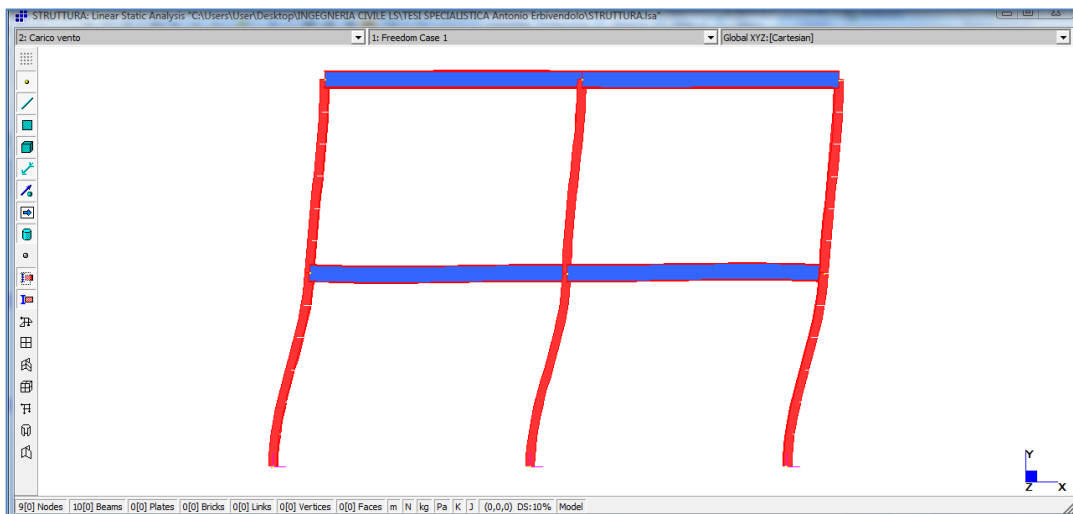 STRUTTURA: Linear Static Analysis "C:\Users\User\Desktop\INGEGNERIA CIVILE LS\TESI SPECIALISTICA Antonio Erbivendolo\STRUTTURA.lsa"
2: Carico vento 1: Freedom Case 1 Global XYZ:[Cartesian]
Y
Z X
9[0] Nodes 10[0] Beams 0[0] Plates 0[0] Bricks 0[0] Links 0[0] Vertices 0[0] Faces m N kg Pa K J (0,0,0) DS:10% Model